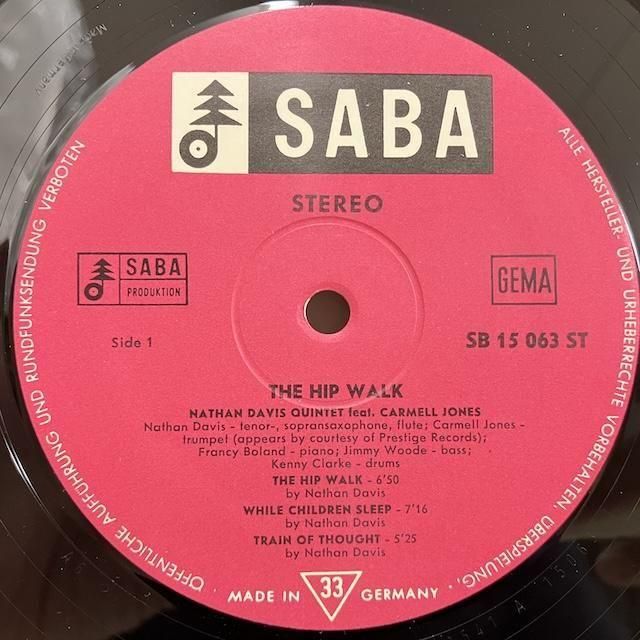 SABA
STEREO
SABA
PRODUKTION
GEMA
Side 1
SB 15 063 ST
THE HIP WALK
NATHAN DAVIS QUINTET feat. CARMELL JONES
Nathan Davis - tenor-, sopransaxophone, flute; Carmell Jones -
trumpet (appears by courtesy of Prestige Records);
Francy Boland - piano; Jimmy Woode - bass;
Kenny Clarke - drums
THE HIP WALK - 6'50
by Nathan Davis
WHILE CHILDREN SLEEP - 7'16
by Nathan Davis
TRAIN OF THOUGHT - 5'25
by Nathan Davis
MADE IN 33 GERMANY
ALLE HERSTELLER- UND URHEBERRECHTE VORBEHALTEN. ÜBERSPIELUNG,
ÖFFENTLICHE AUFFÜHRUNG UND RUNDFUNKSENDUNG VERBOTEN